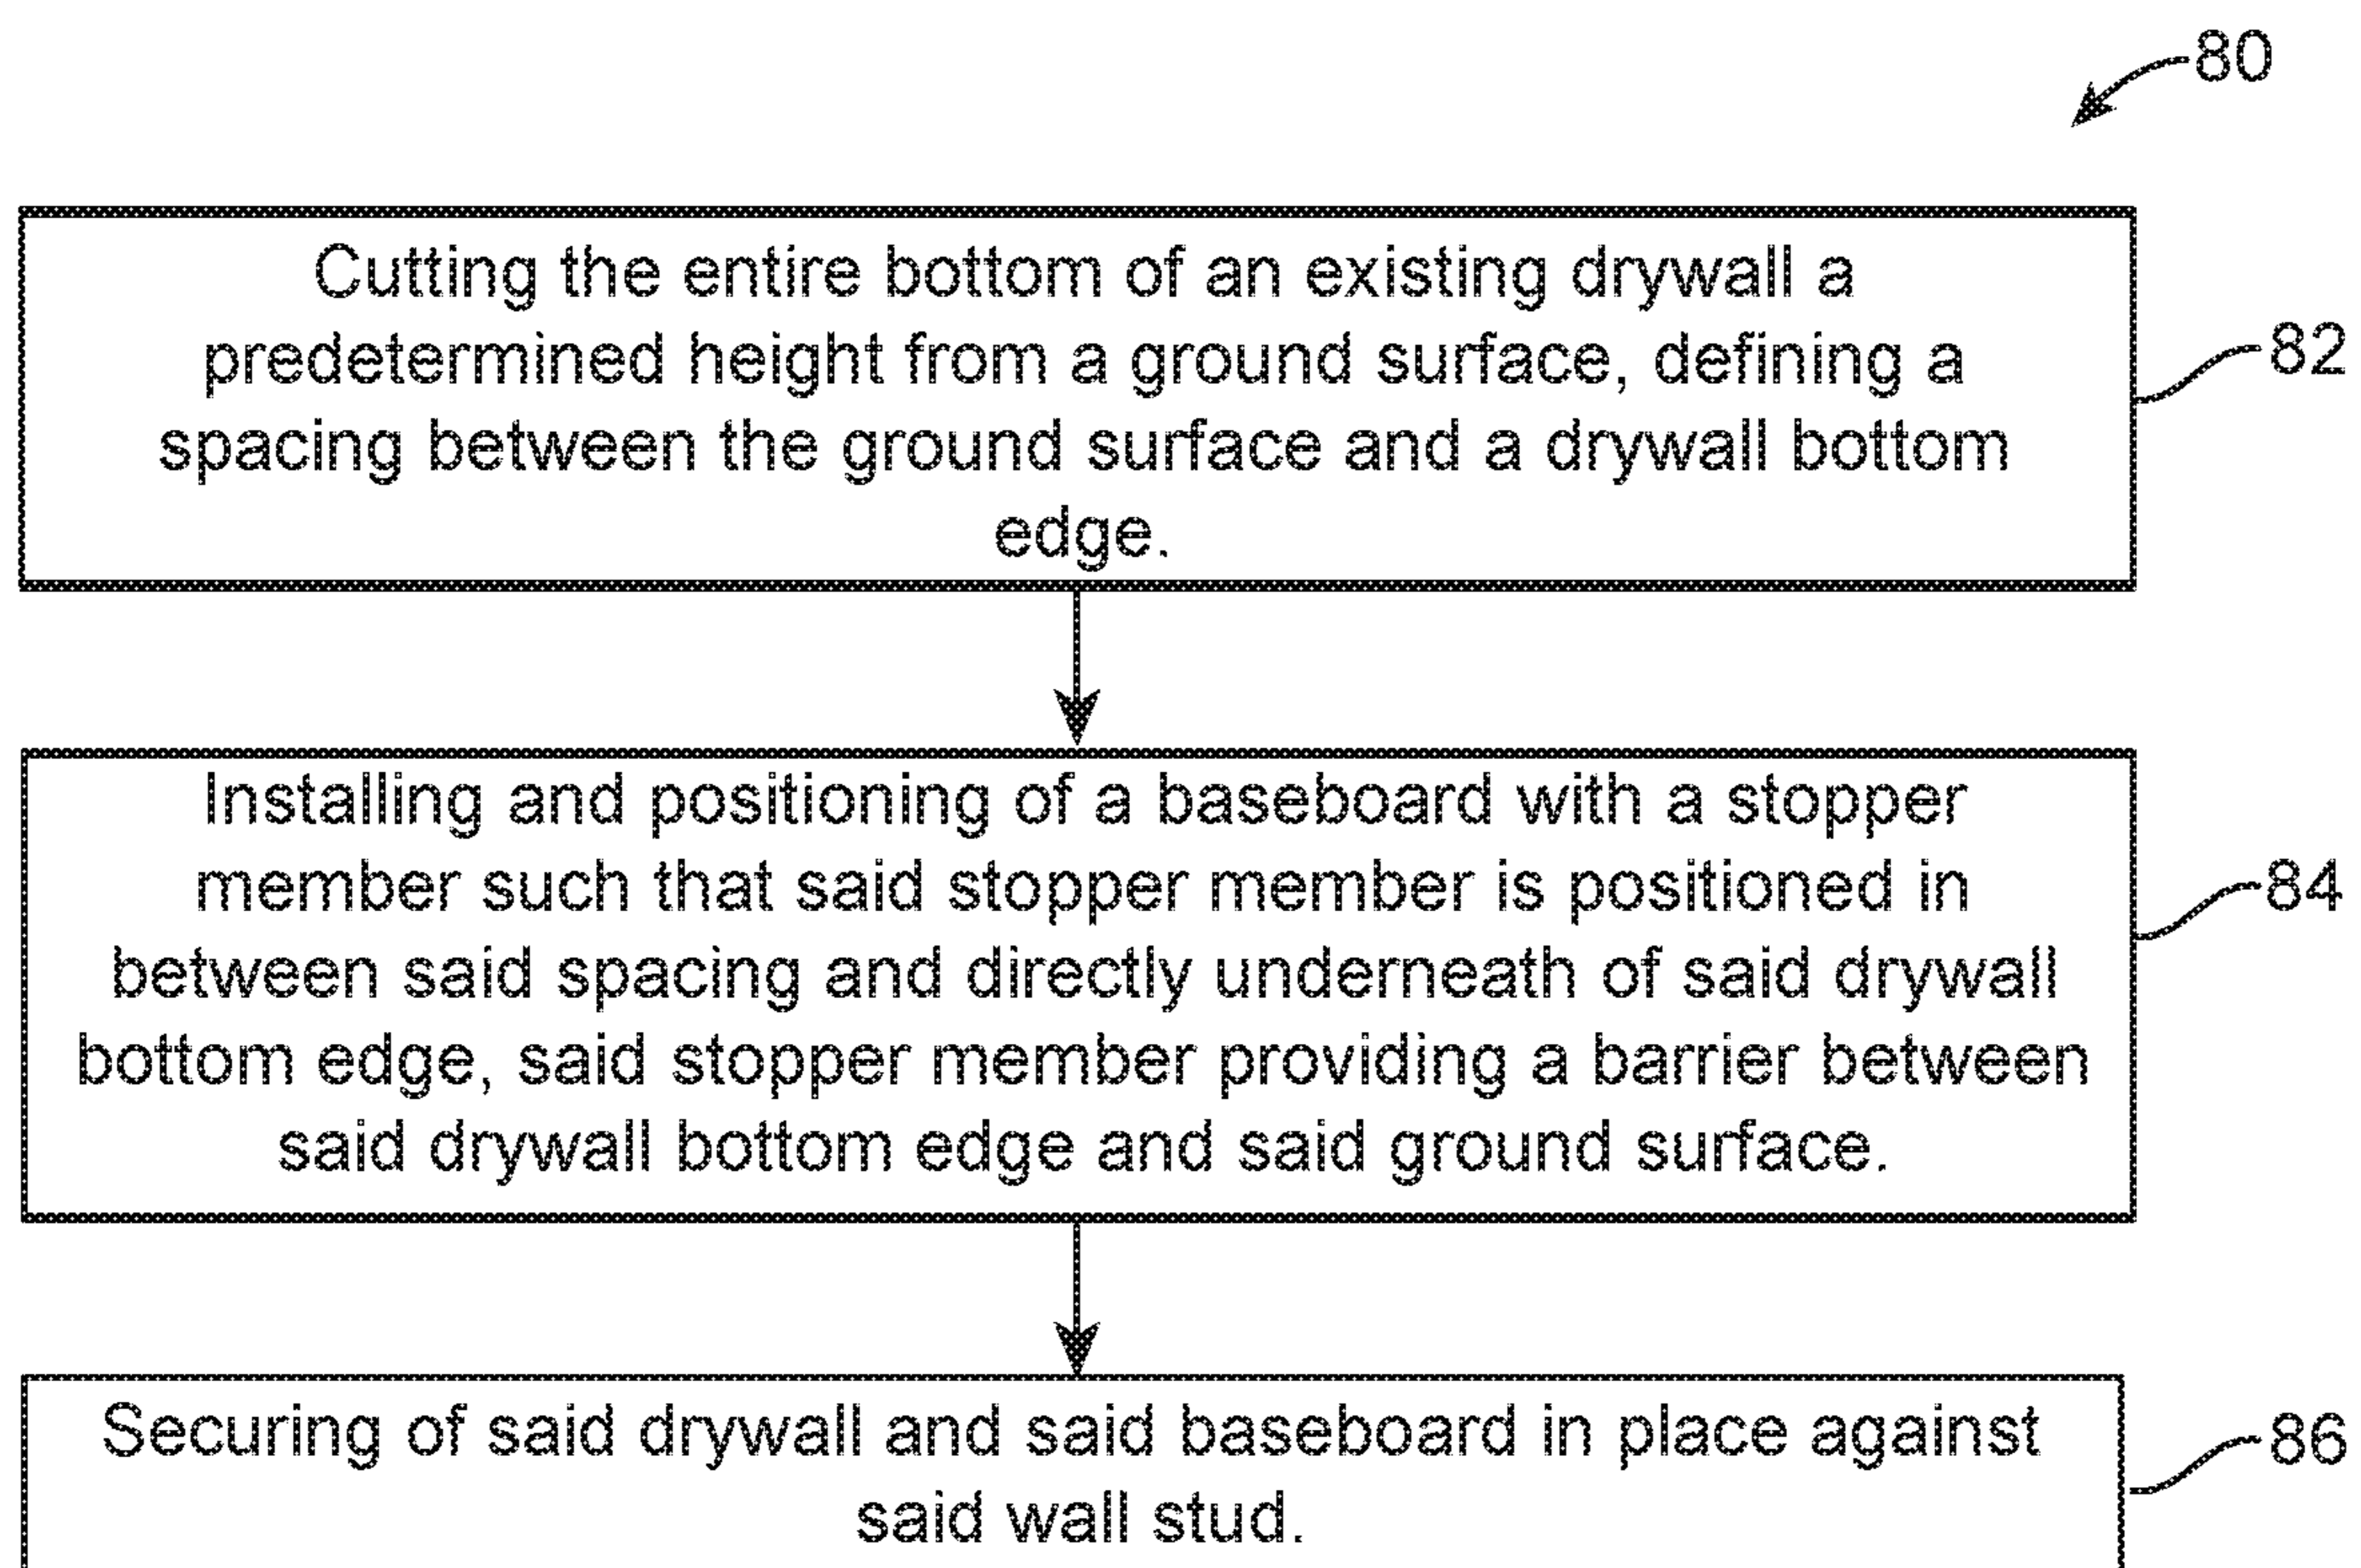 80
Cutting the entire bottom of an existing drywall a
predetermined height from a ground surface, defining a
spacing between the ground surface and a drywall bottom
edge.
82
Installing and positioning of a baseboard with a stopper
member such that said stopper member is positioned in
between said spacing and directly underneath of said drywall
bottom edge, said stopper member providing a barrier between
said drywall bottom edge and said ground surface.
84
Securing of said drywall and said baseboard in place against
said wall stud.
86